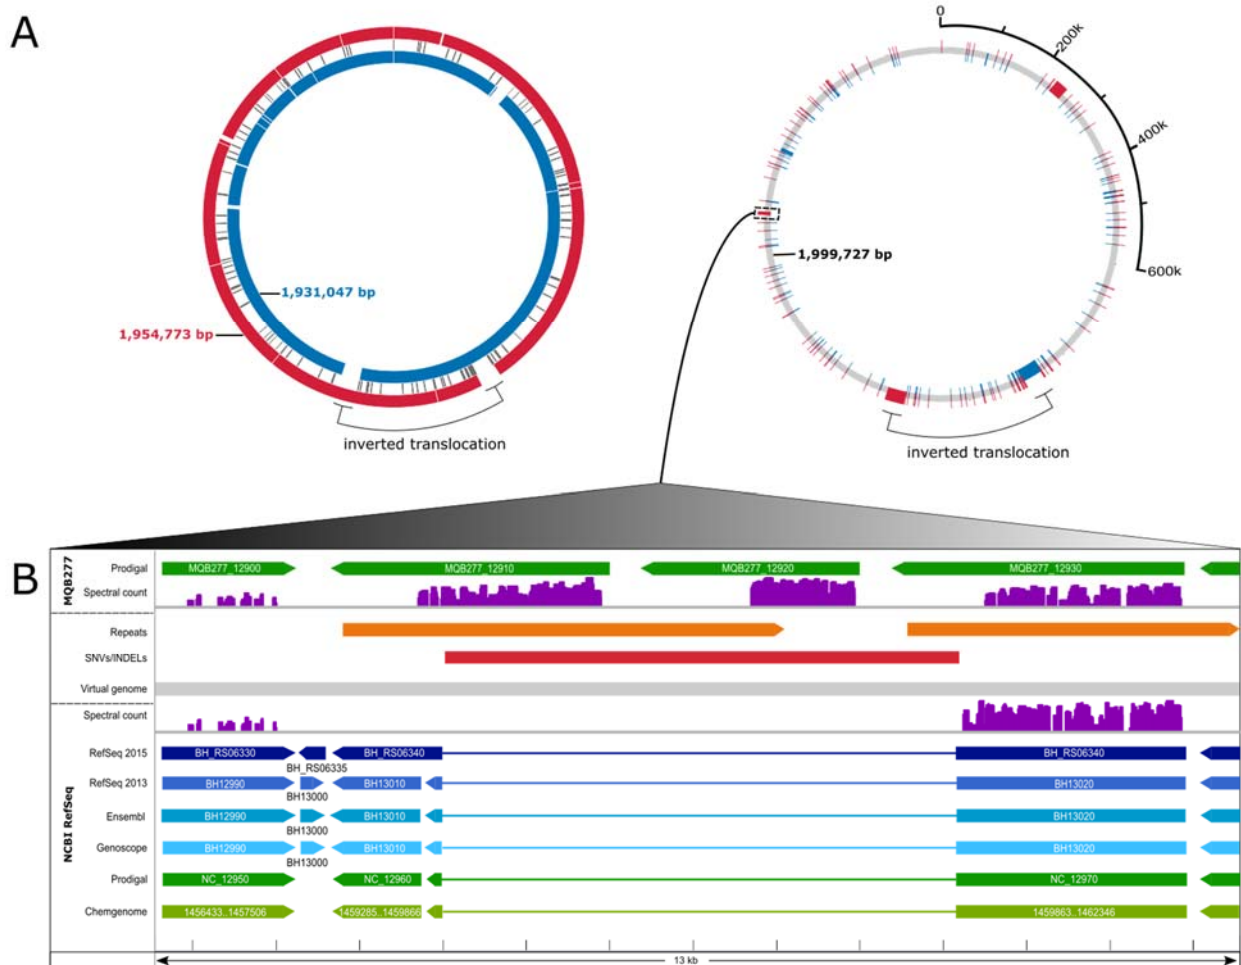 A
1,931,047 bp
1,954,773 bp
inverted translocation
0
200k
400k
600k
1,999,727 bp
inverted translocation
B
MQB277
Prodigal
MQB277_12900
MQB277_12910
MQB277_12920
MQB277_12930
Spectral count
Repeats
SNVs/INDELs
Virtual genome
NCBI RefSeq
Spectral count
RefSeq 2015
BH_RS06330
BH_RS06340
BH_RS06340
BH_RS06335
RefSeq 2013
BH12990
BH13010
BH13020
BH13000
Ensembl
BH12990
BH13010
BH13020
BH13000
Genoscope
BH12990
BH13010
BH13020
BH13000
Prodigal
NC_12950
NC_12960
NC_12970
Chemgenome
1456433..1457506
1459285..1459866
1459863..1462346
13 kb